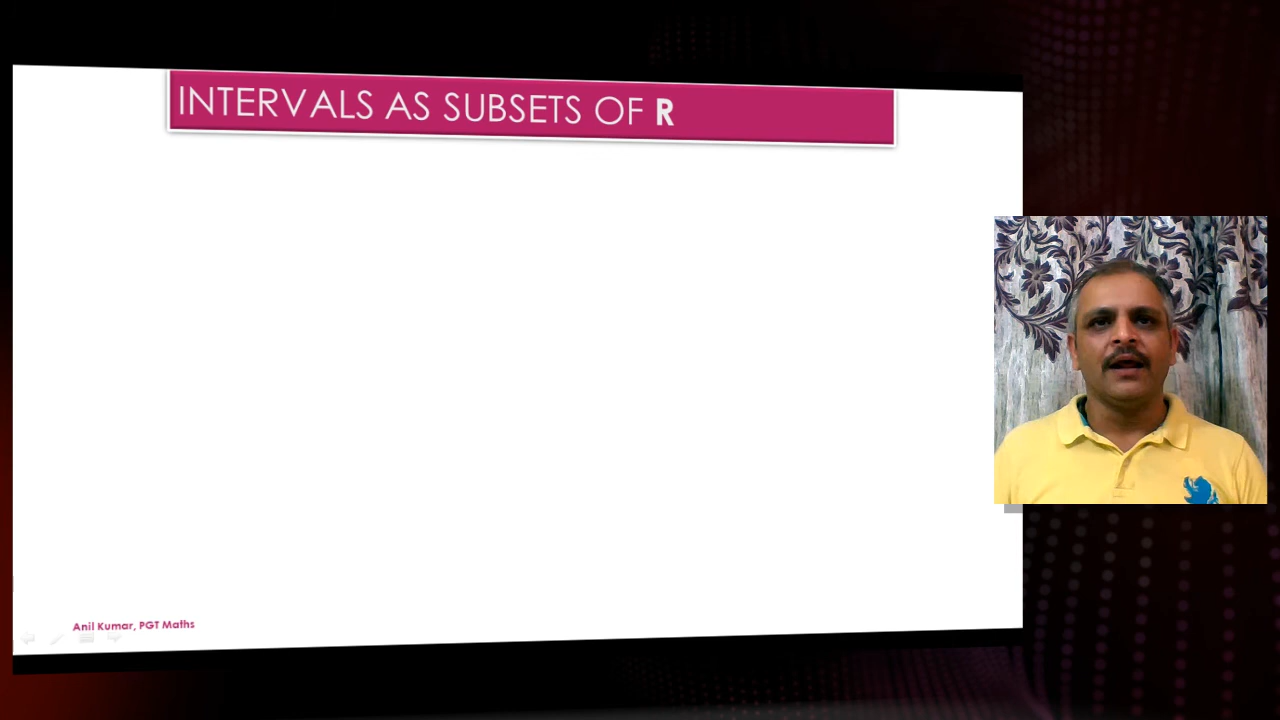 INTERVALS AS SUBSETS OF R
Anil Kumar, PGT Maths